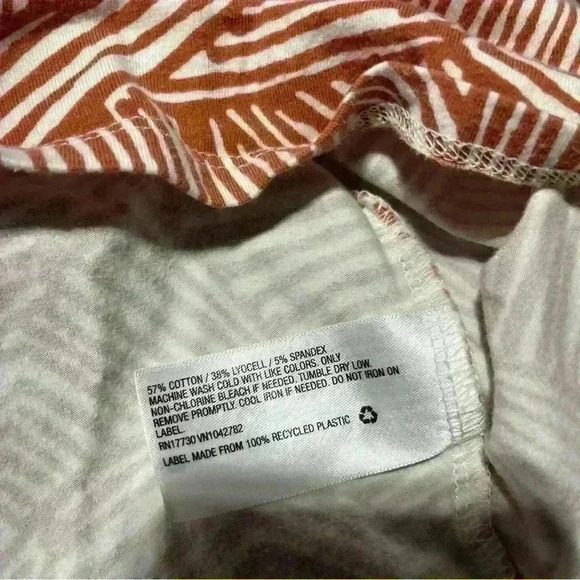 57% COTTON / 38% LYOCELL / 5% SPANDEX
MACHINE WASH COLD WITH LIKE COLORS. ONLY
NON-CHLORINE BLEACH IF NEEDED. TUMBLE DRY LOW.
REMOVE PROMPTLY. COOL IRON IF NEEDED. DO NOT IRON ON
LABEL.
RN17730 VN1042782
LABEL MADE FROM 100% RECYCLED PLASTIC